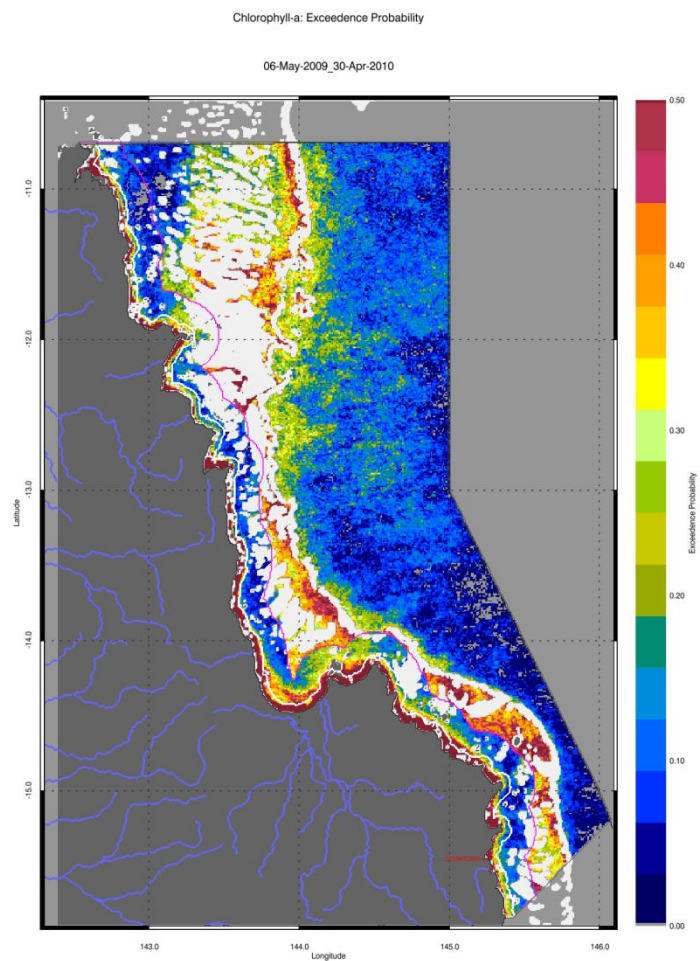 Chlorophyll-a: Exceedence Probability
06-May-2009_30-Apr-2010
0.50
-11.0
0.40
-12.0
0.30
-13.0
Latitude
Exceedence Probability
0.20
-14.0
0.10
-15.0
0.00
143.0 144.0 145.0 146.0
Longitude